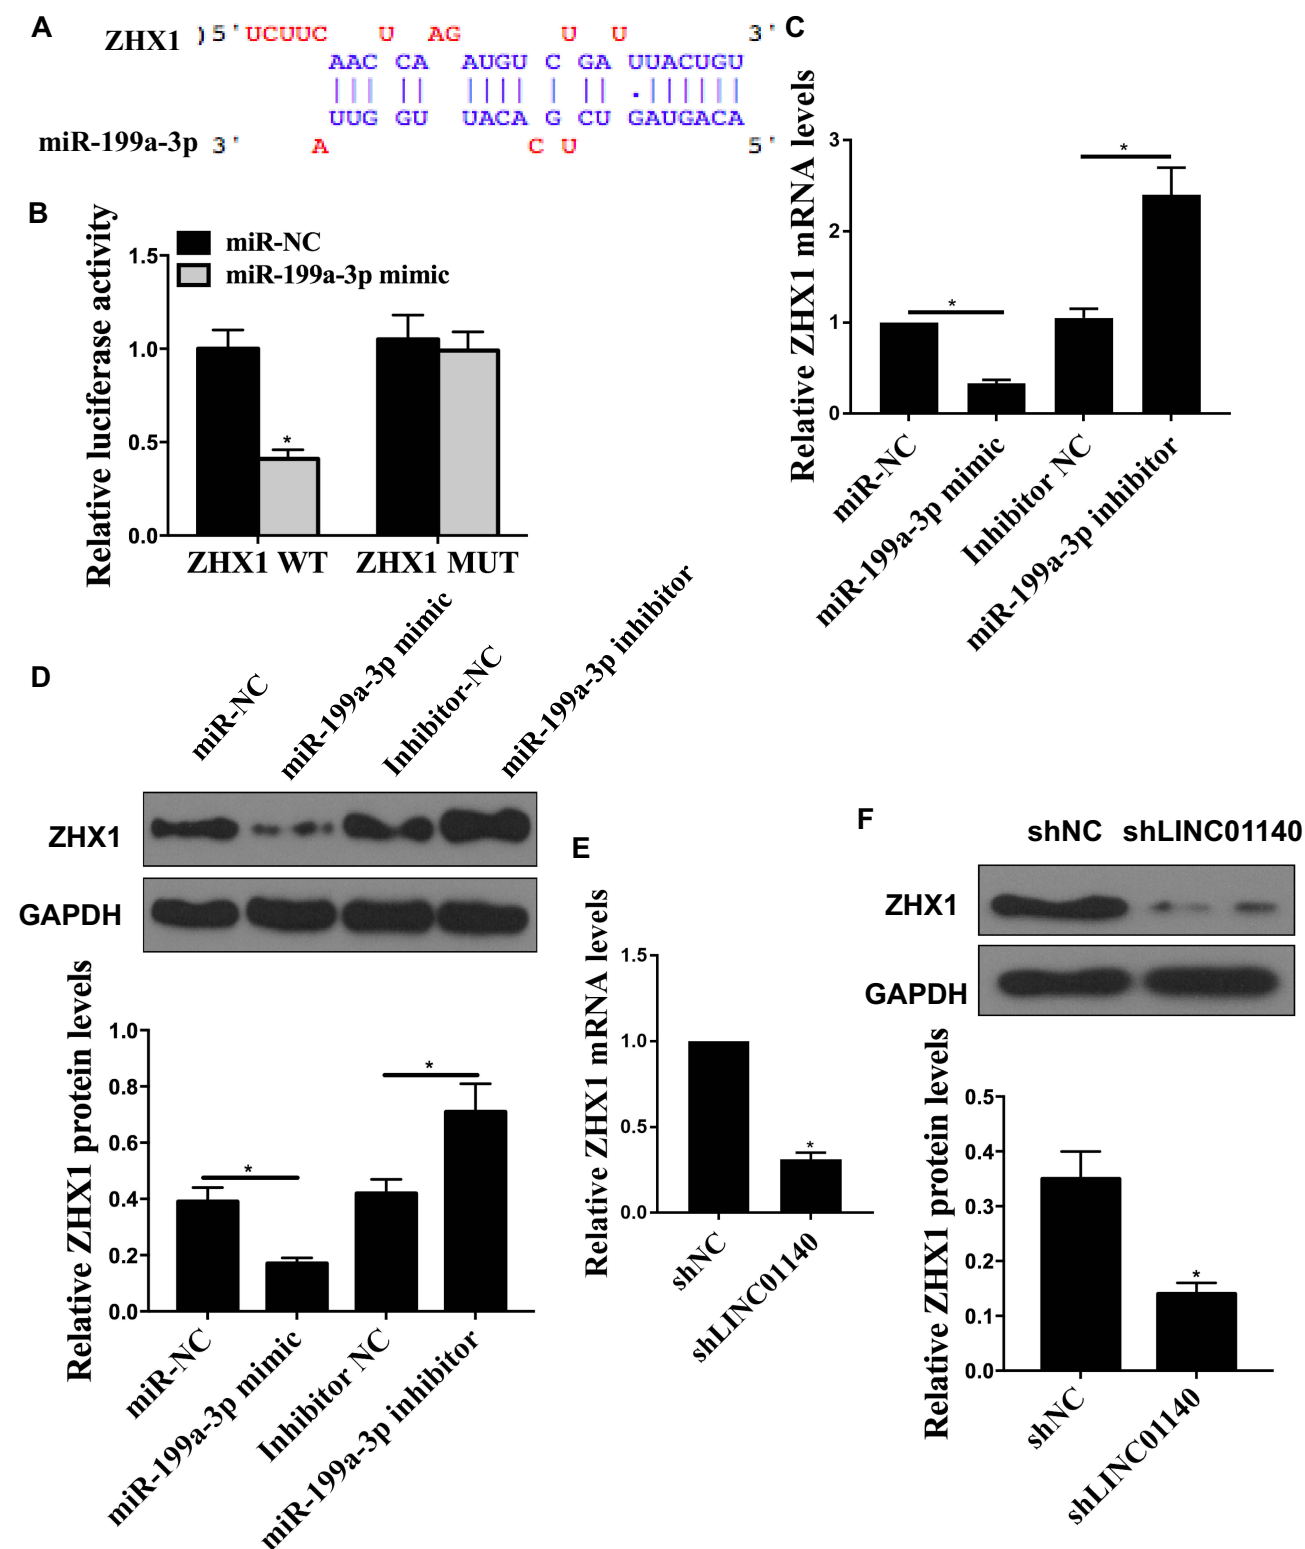 A
ZHX1 )5' UCUUC U AG U U 3'
AAC CA AUGU C GA UUACUGU
||| || |||| | || .||||||
UUG GU UACA G CU GAUGACA
miR-199a-3p 3' A C U 5'
B
Relative luciferase activity
miR-NC
miR-199a-3p mimic
1.5
1.0
0.5
0.0
*
ZHX1 WT ZHX1 MUT
C
Relative ZHX1 mRNA levels
3
2
1
0
*
*
miR-NC
miR-199a-3p mimic
Inhibitor NC
miR-199a-3p inhibitor
D
miR-NC
miR-199a-3p mimic
Inhibitor-NC
miR-199a-3p inhibitor
ZHX1
GAPDH
Relative ZHX1 protein levels
1.0
0.8
0.6
0.4
0.2
0.0
*
*
miR-NC
miR-199a-3p mimic
Inhibitor NC
miR-199a-3p inhibitor
E
Relative ZHX1 mRNA levels
1.5
1.0
0.5
0.0
*
shNC
shLINC01140
F
shNC shLINC01140
ZHX1
GAPDH
Relative ZHX1 protein levels
0.5
0.4
0.3
0.2
0.1
0.0
*
shNC
shLINC01140